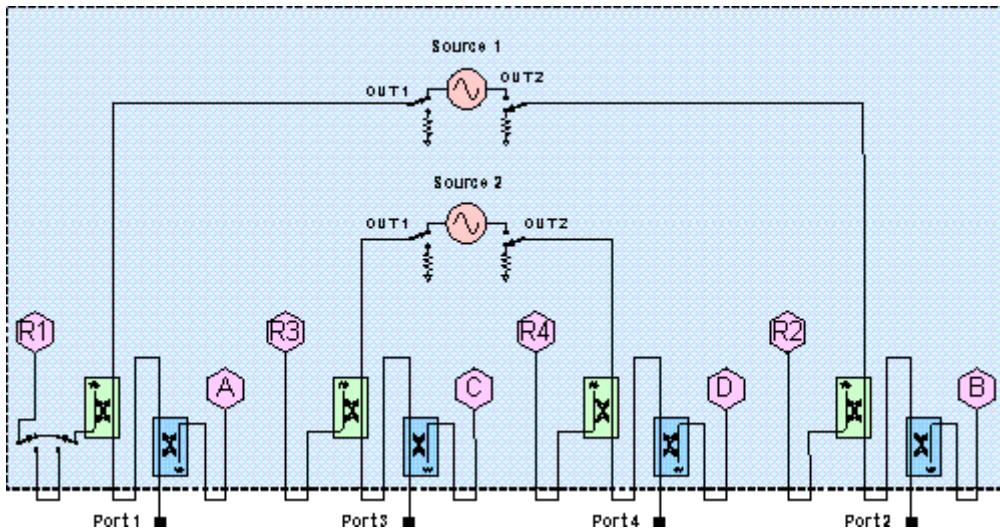 Source 1
OUT1
OUT2
Source 2
OUT1
OUT2
R1
R3
R4
R2
A
C
D
B
Port1
Port3
Port4
Port2